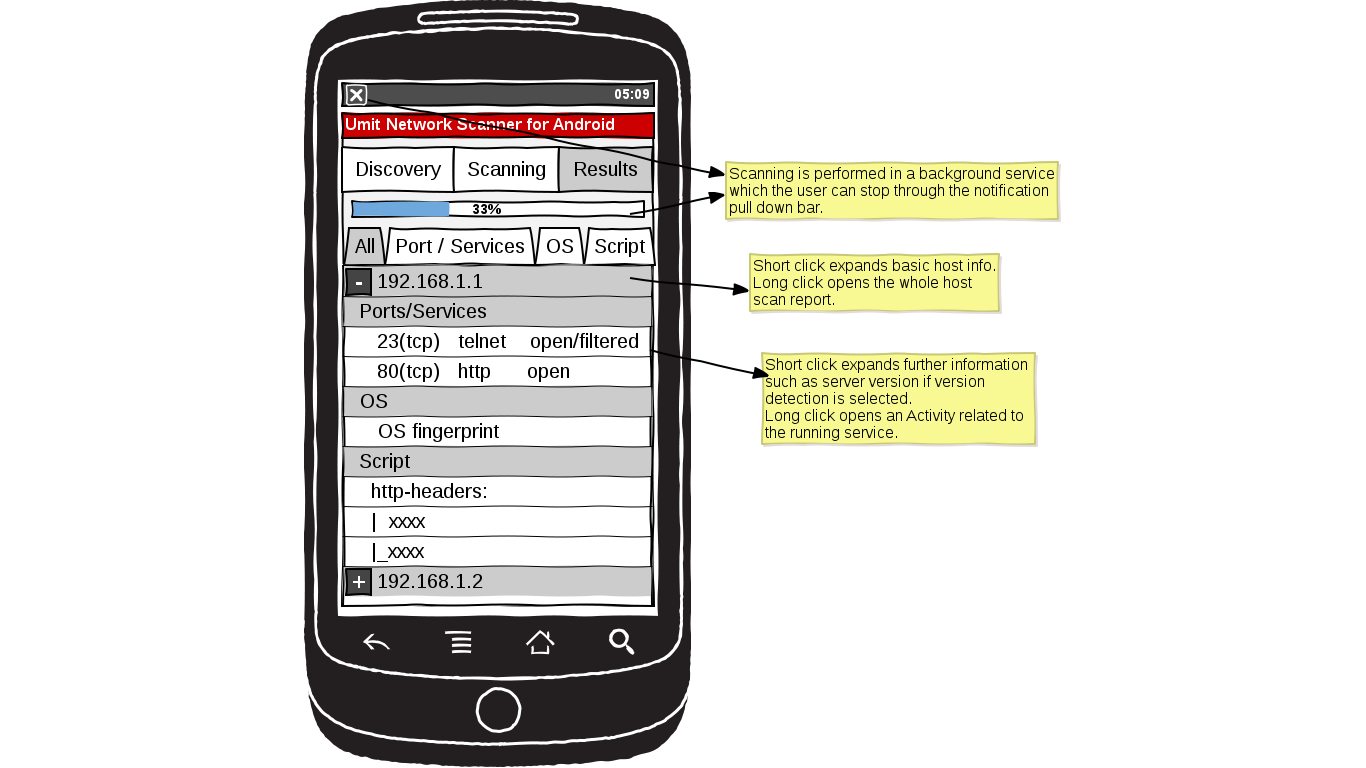 05:09
Umit Network Scanner for Android
Discovery Scanning Results
33%
All Port / Services OS Script
- 192.168.1.1
Ports/Services
23(tcp) telnet open/filtered
80(tcp) http open
OS
OS fingerprint
Script
http-headers:
| xxxx
|_xxxx
+ 192.168.1.2
Scanning is performed in a background service
which the user can stop through the notification
pull down bar.
Short click expands basic host info.
Long click opens the whole host
scan report.
Short click expands further information
such as server version if version
detection is selected.
Long click opens an Activity related to
the running service.